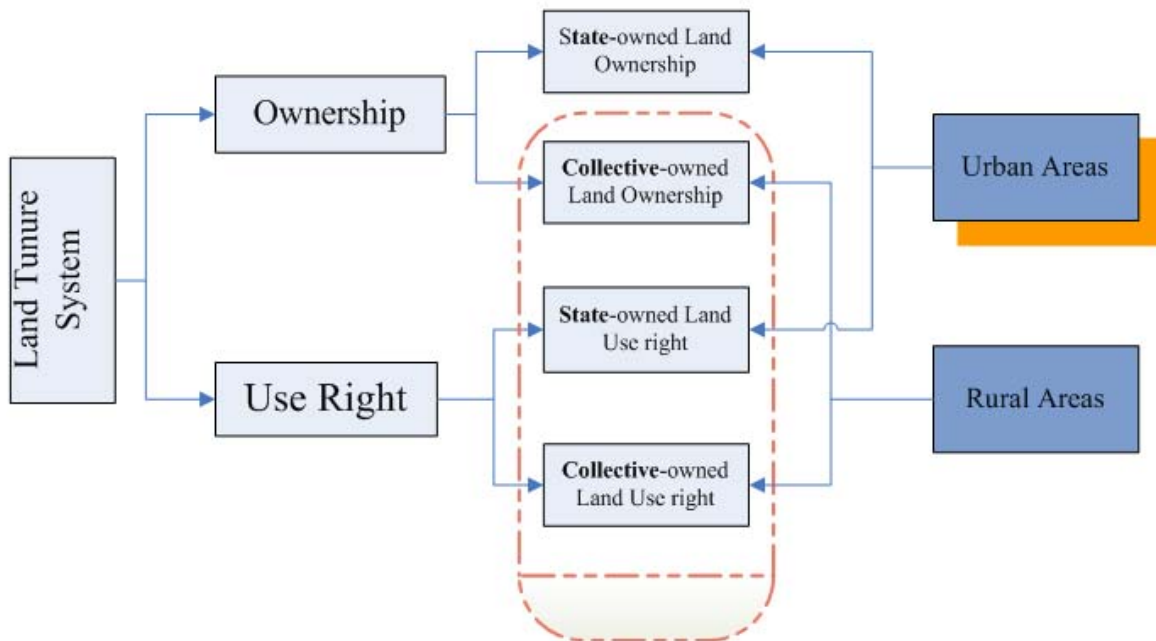 Land Tunure
System
Ownership
Use Right
State-owned Land
Ownership
Collective-owned
Land Ownership
State-owned Land
Use right
Collective-owned
Land Use right
Urban Areas
Rural Areas